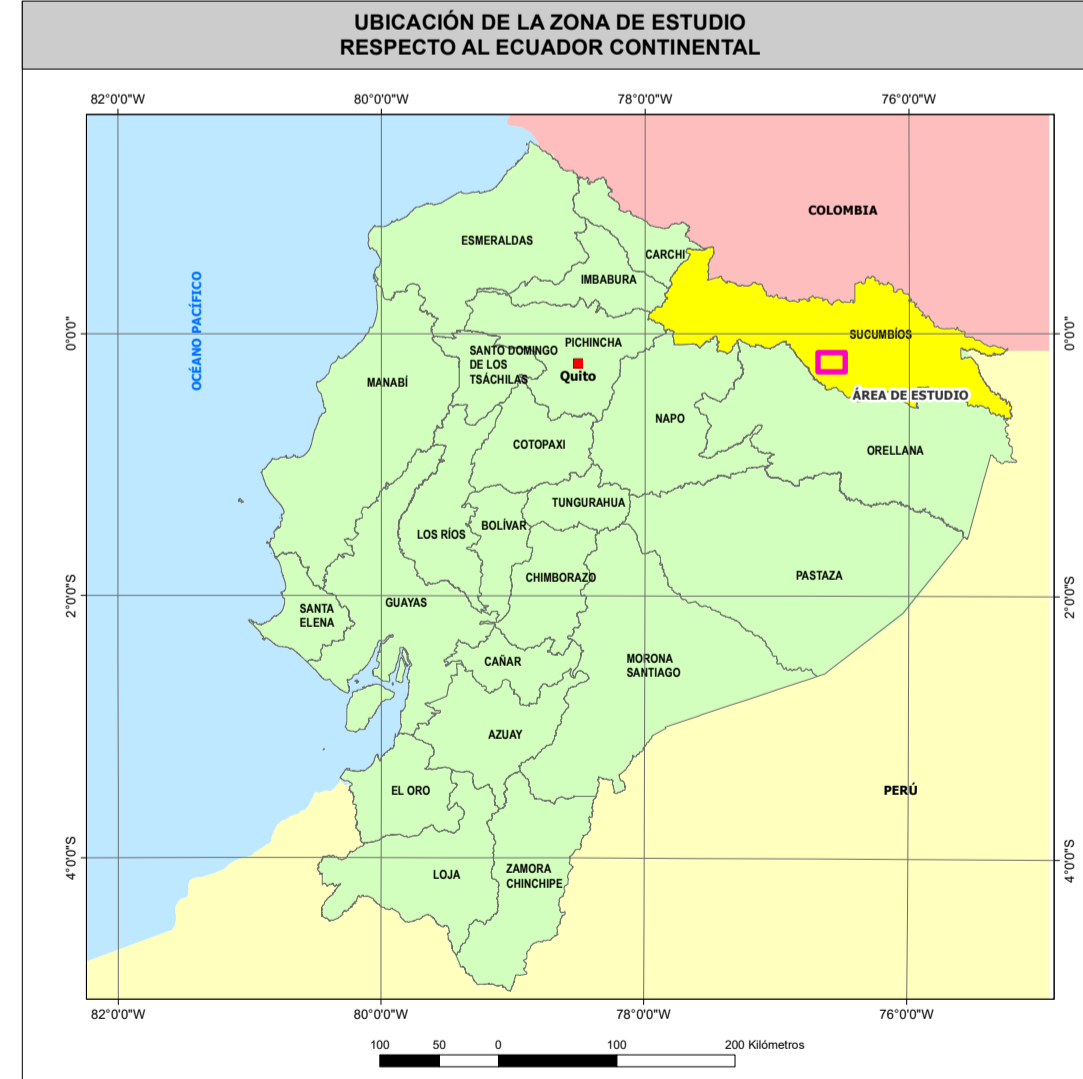 UBICACIÓN DE LA ZONA DE ESTUDIO
RESPECTO AL ECUADOR CONTINENTAL
82°0'0"W
80°0'0"W
78°0'0"W
76°0'0"W
COLOMBIA
ESMERALDAS
CARCHI
IMBABURA
OCÉANO PACÍFICO
0°0'0"
SUCUMBÍOS
0°0'0"
PICHINCHA
SANTO DOMINGO
DE LOS
TSÁCHILAS
Quito
MANABÍ
ÁREA DE ESTUDIO
NAPO
COTOPAXI
ORELLANA
TUNGURAHUA
BOLÍVAR
LOS RÍOS
CHIMBORAZO
PASTAZA
2°0'0"S
2°0'0"S
GUAYAS
SANTA
ELENA
CAÑAR
MORONA
SANTIAGO
AZUAY
EL ORO
PERÚ
4°0'0"S
4°0'0"S
LOJA
ZAMORA
CHINCHIPE
82°0'0"W
80°0'0"W
78°0'0"W
76°0'0"W
100
50
0
100
200 Kilómetros